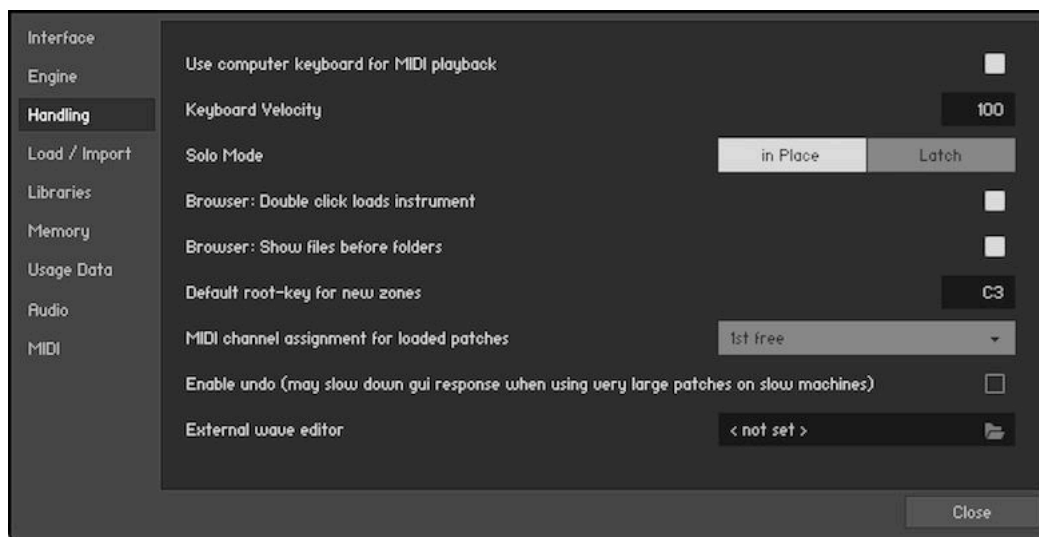 Interface
Engine
Handling
Load / Import
Libraries
Memory
Usage Data
Audio
MIDI
Use computer keyboard for MIDI playback
Keyboard Velocity 100
Solo Mode in Place Latch
Browser: Double click loads instrument
Browser: Show files before folders
Default root-key for new zones C3
MIDI channel assignment for loaded patches 1st free
Enable undo (may slow down gui response when using very large patches on slow machines)
External wave editor < not set >
Close